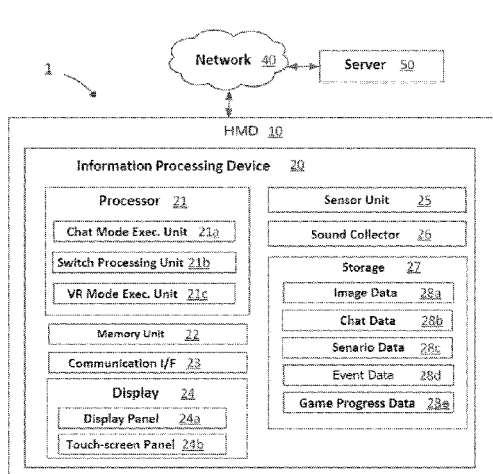 1
Network 40
Server 50
HMD 10
Information Processing Device 20
Processor 21
Chat Mode Exec. Unit 21a
Switch Processing Unit 21b
VR Mode Exec. Unit 21c
Memory Unit 22
Communication I/F 23
Display 24
Display Panel 24a
Touch-screen Panel 24b
Sensor Unit 25
Sound Collector 26
Storage 27
Image Data 28a
Chat Data 28b
Senario Data 28c
Event Data 28d
Game Progress Data 28e